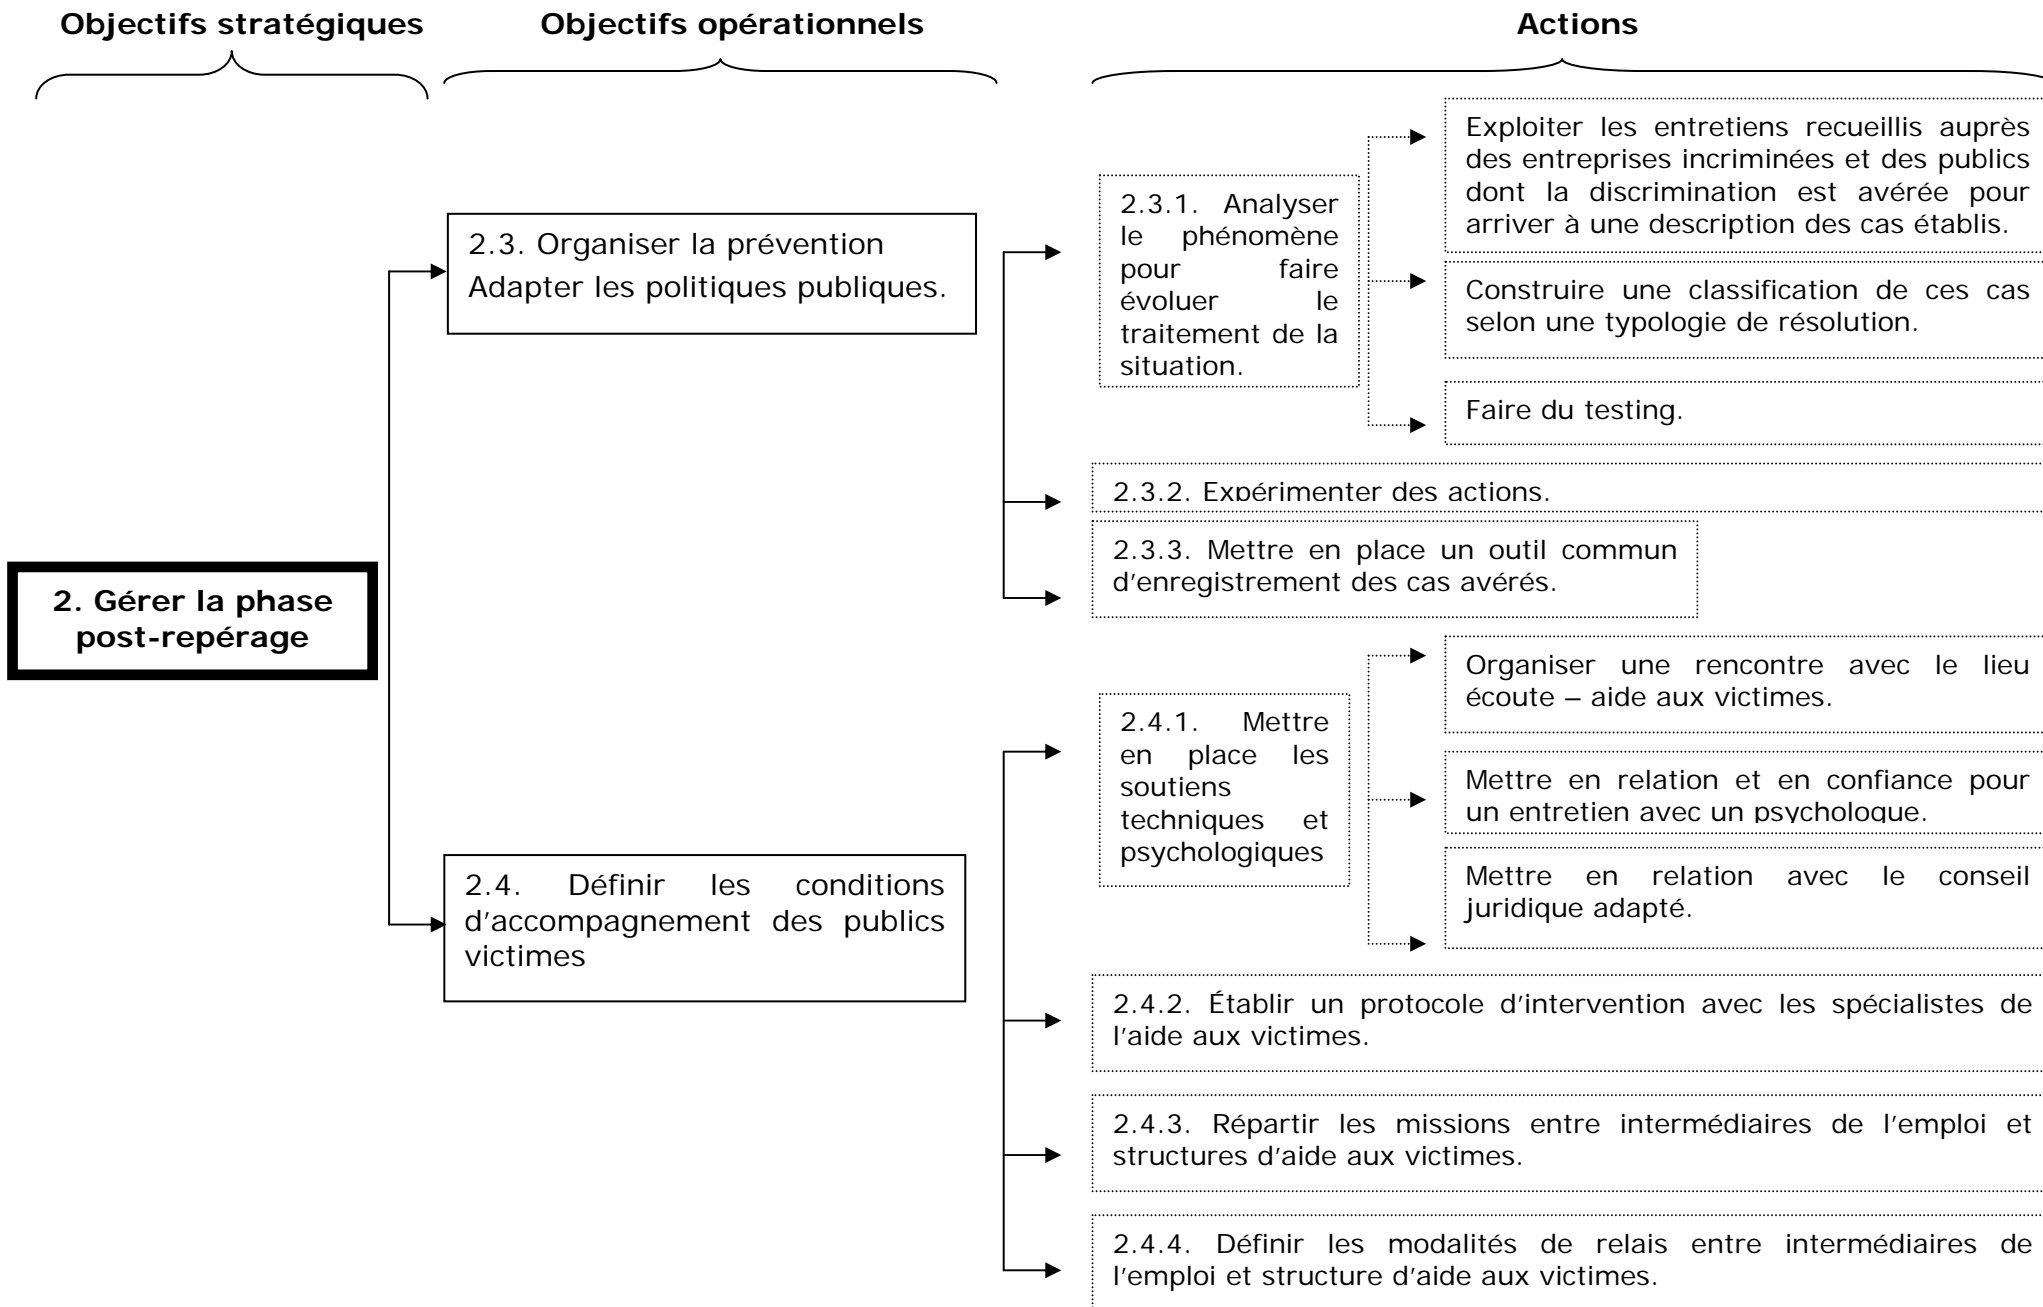 Objectifs stratégiques
Objectifs opérationnels
Actions
2. Gérer la phase
post-repérage
2.3. Organiser la prévention
Adapter les politiques publiques.
2.3.1. Analyser
le phénomène
pour faire
évoluer le
traitement de la
situation.
Exploiter les entretiens recueillis auprès
des entreprises incriminées et des publics
dont la discrimination est avérée pour
arriver à une description des cas établis.
Construire une classification de ces cas
selon une typologie de résolution.
Faire du testing.
2.3.2. Expérimenter des actions.
2.3.3. Mettre en place un outil commun
d'enregistrement des cas avérés.
2.4. Définir les conditions
d'accompagnement des publics
victimes
2.4.1. Mettre
en place les
soutiens
techniques et
psychologiques
Organiser une rencontre avec le lieu
écoute – aide aux victimes.
Mettre en relation et en confiance pour
un entretien avec un psychologue.
Mettre en relation avec le conseil
juridique adapté.
2.4.2. Établir un protocole d'intervention avec les spécialistes de
l'aide aux victimes.
2.4.3. Répartir les missions entre intermédiaires de l'emploi et
structures d'aide aux victimes.
2.4.4. Définir les modalités de relais entre intermédiaires de
l'emploi et structure d'aide aux victimes.